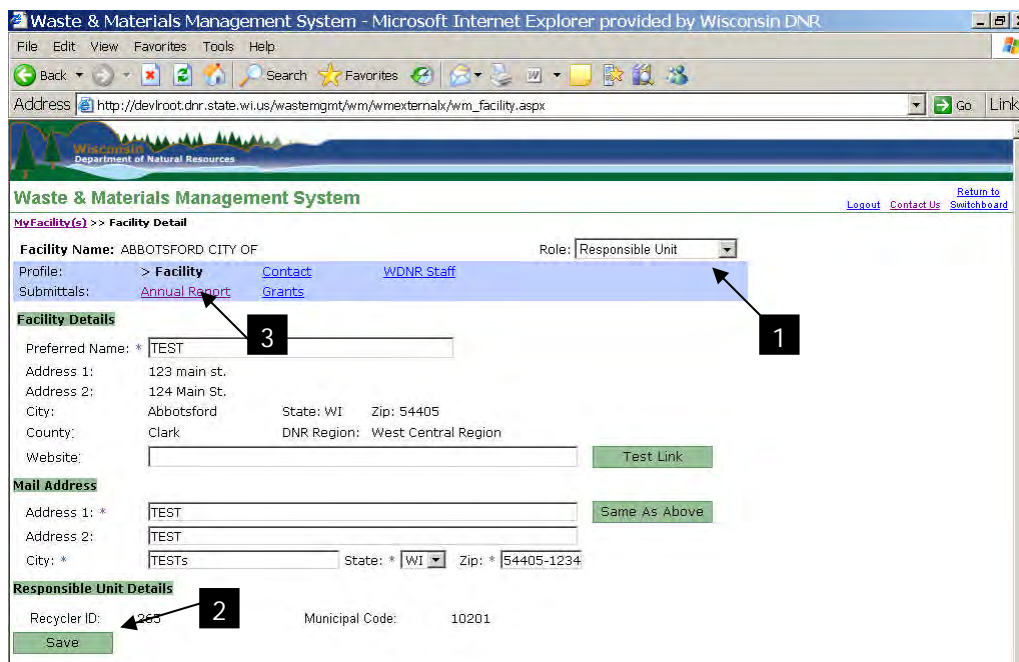 Waste & Materials Management System - Microsoft Internet Explorer provided by Wisconsin DNR
File Edit View Favorites Tools Help
Back Search Favorites
Address http://devlroot.dnr.state.wi.us/wastemgmt/wm/wmexternalx/wm_facility.aspx Go Link
Wisconsin
Department of Natural Resources
Waste & Materials Management System Logout Contact Us Return to Switchboard
MyFacility(s) >> Facility Detail
Facility Name: ABBOTSFORD CITY OF Role: Responsible Unit
Profile: > Facility Contact WDNR Staff
Submittals: Annual Report Grants
1
3
Facility Details
Preferred Name: * TEST
Address 1: 123 main st.
Address 2: 124 Main St.
City: Abbotsford State: WI Zip: 54405
County: Clark DNR Region: West Central Region
Website: Test Link
Mail Address
Address 1: * TEST Same As Above
Address 2: TEST
City: * TESTs State: * WI Zip: * 54405-1234
Responsible Unit Details
2
Recycler ID: 265 Municipal Code: 10201
Save